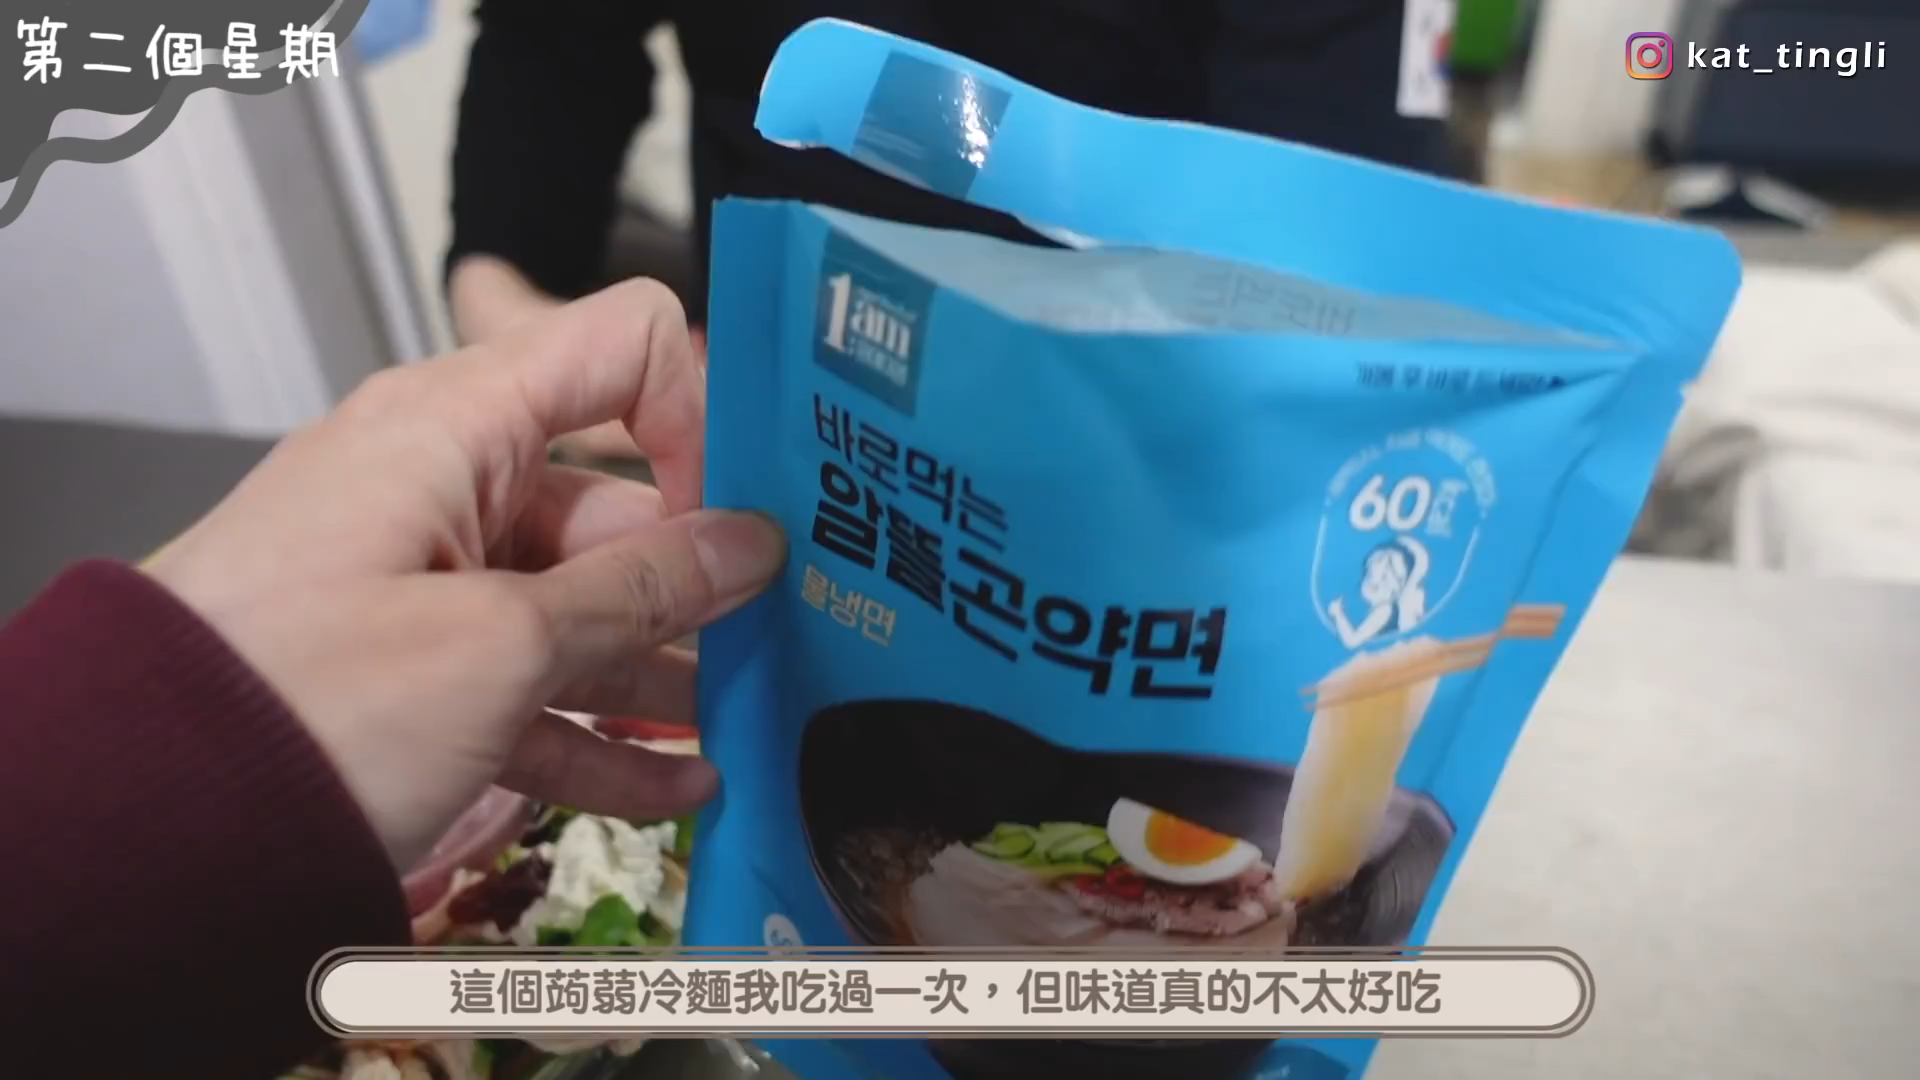 第二個星期
kat_tingli
1am
바로먹는
알뜰곤약면
물냉면
60
這個蒟蒻冷麵我吃過一次，但味道真的不太好吃